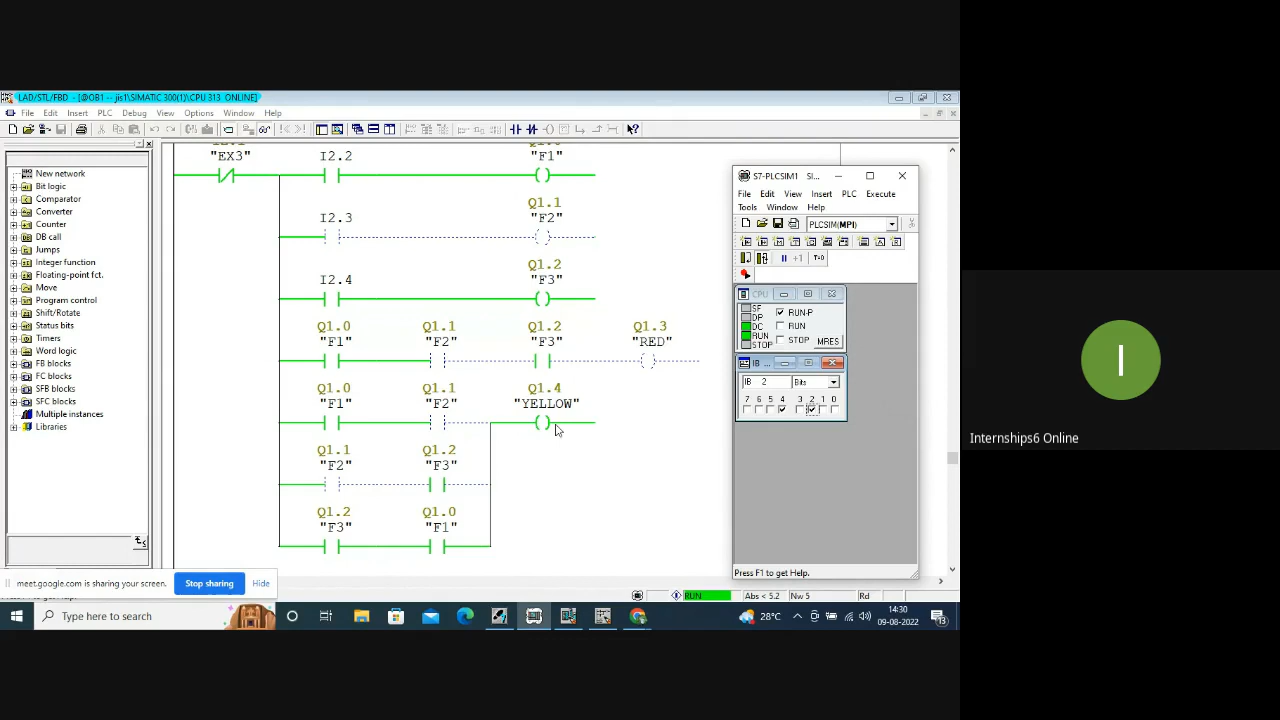 LAD/STL/FBD - [@OB1 -- jis1\SIMATIC 300(1)\CPU 313 ONLINE]
File Edit Insert PLC Debug View Options Window Help
New network
Bit logic
Comparator
Converter
Counter
DB call
Jumps
Integer function
Floating-point fct.
Move
Program control
Shift/Rotate
Status bits
Timers
Word logic
FB blocks
FC blocks
SFB blocks
SFC blocks
Multiple instances
Libraries
"EX3" I2.2 "F1"
Q1.1
I2.3 "F2"
Q1.2
I2.4 "F3"
Q1.0 Q1.1 Q1.2 Q1.3
"F1" "F2" "F3" "RED"
Q1.0 Q1.1 Q1.4
"F1" "F2" "YELLOW"
Q1.1 Q1.2
"F2" "F3"
Q1.2 Q1.0
"F3" "F1"
S7-PLCSIM1 SI...
File Edit View Insert PLC Execute
Tools Window Help
PLCSIM(MPI)
+1 T=0
CPU
SF
DP
DC
RUN
STOP
RUN-P
RUN
STOP
MRES
IB ...
IB 2 Bits
7 6 5 4 3 2 1 0
Press F1 to get Help.
meet.google.com is sharing your screen. Stop sharing Hide
RUN Abs < 5.2 Nw 5 Rd
Type here to search
28°C
14:30
09-08-2022
13
I
Internships6 Online